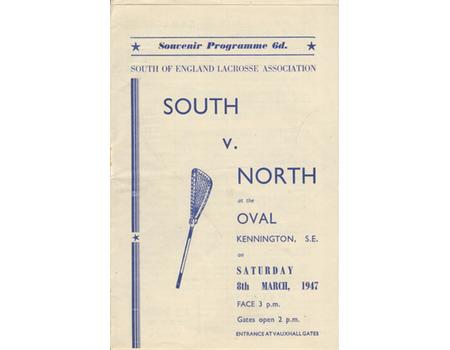 Souvenir Programme 6d.
SOUTH OF ENGLAND LACROSSE ASSOCIATION
SOUTH
v.
NORTH
at the
OVAL
KENNINGTON, S.E.
on
SATURDAY
8th MARCH, 1947
FACE 3 p.m.
Gates open 2 p.m.
ENTRANCE AT VAUXHALL GATES